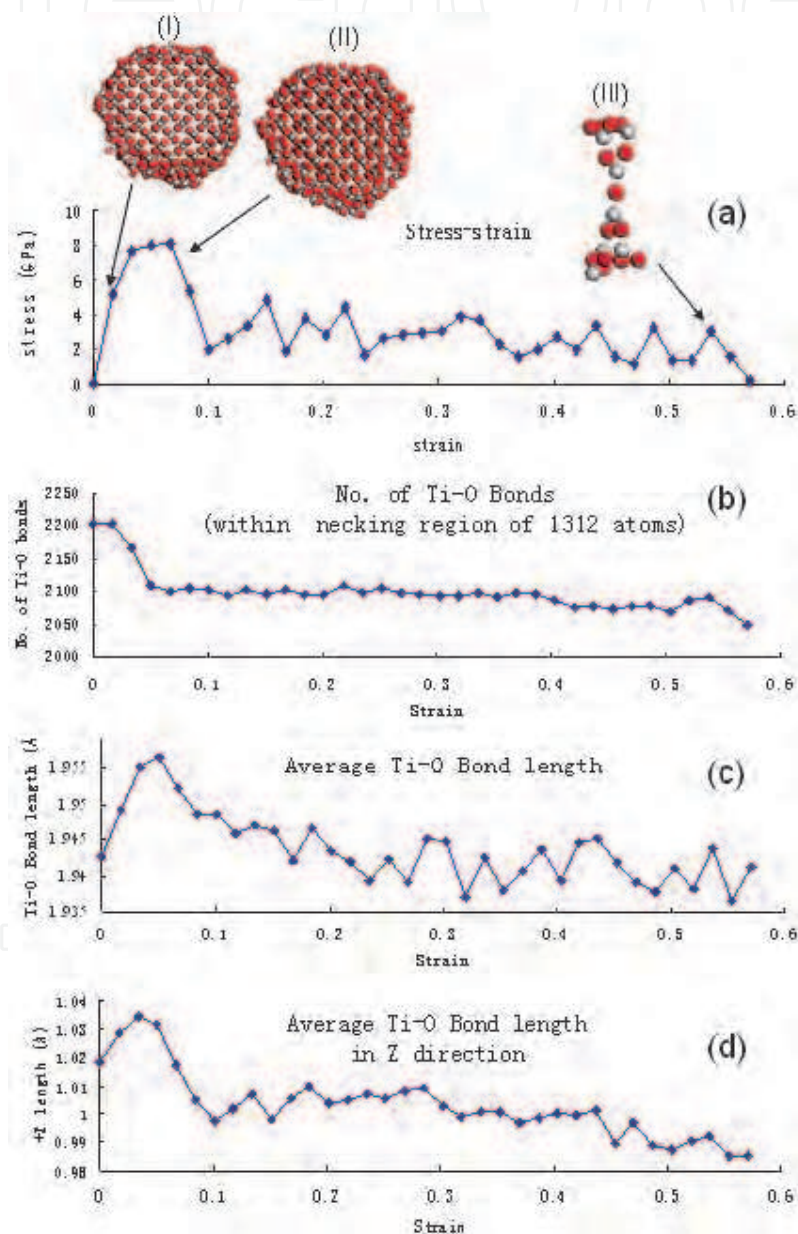 (I)
(II)
(III)
(a)
Stress-strain
stress (GPa)
10
8
6
4
2
0
0 0.1 0.2 0.3 0.4 0.5 0.6
strain
(b)
No. of Ti-O Bonds
(within necking region of 1312 atoms)
No. of Ti-O bonds
2250
2200
2150
2100
2050
2000
0 0.1 0.2 0.3 0.4 0.5 0.6
Strain
(c)
Average Ti-O Bond length
Ti-O Bond length (Å
1.955
1.95
1.945
1.94
1.935
0 0.1 0.2 0.3 0.4 0.5 0.6
Strain
(d)
Average Ti-O Bond length
in Z direction
length (Å)
1.04
1.03
1.02
1.01
1
0.99
0.98
0 0.1 0.2 0.3 0.4 0.5 0.6
Strain